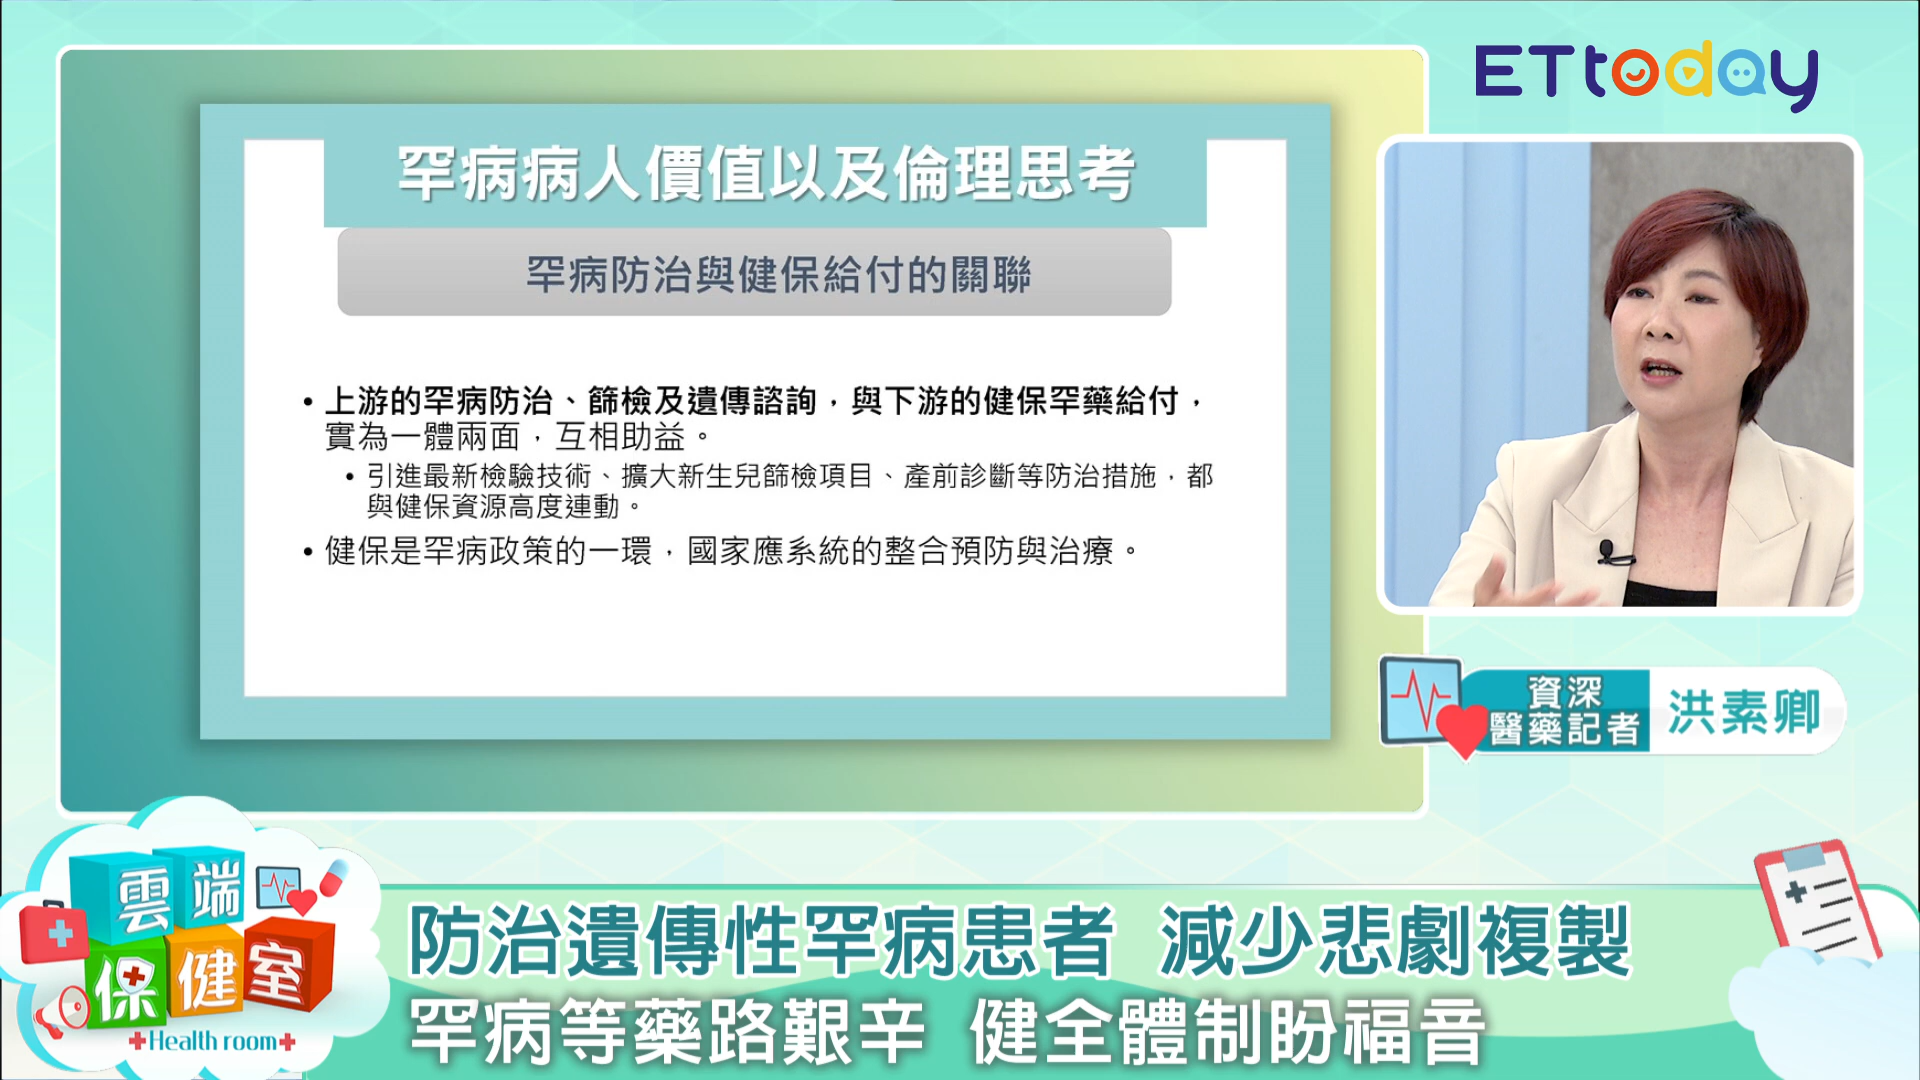 ETtoday
罕病病人價值以及倫理思考
罕病防治與健保給付的關聯
• 上游的罕病防治、篩檢及遺傳諮詢，與下游的健保罕藥給付，
實為一體兩面，互相助益。
• 引進最新檢驗技術、擴大新生兒篩檢項目、產前診斷等防治措施，都
與健保資源高度連動。
• 健保是罕病政策的一環，國家應系統的整合預防與治療。
資深
醫藥記者
洪素卿
雲端
保健室
Health room
防治遺傳性罕病患者 減少悲劇複製
罕病等藥路艱辛 健全體制盼福音